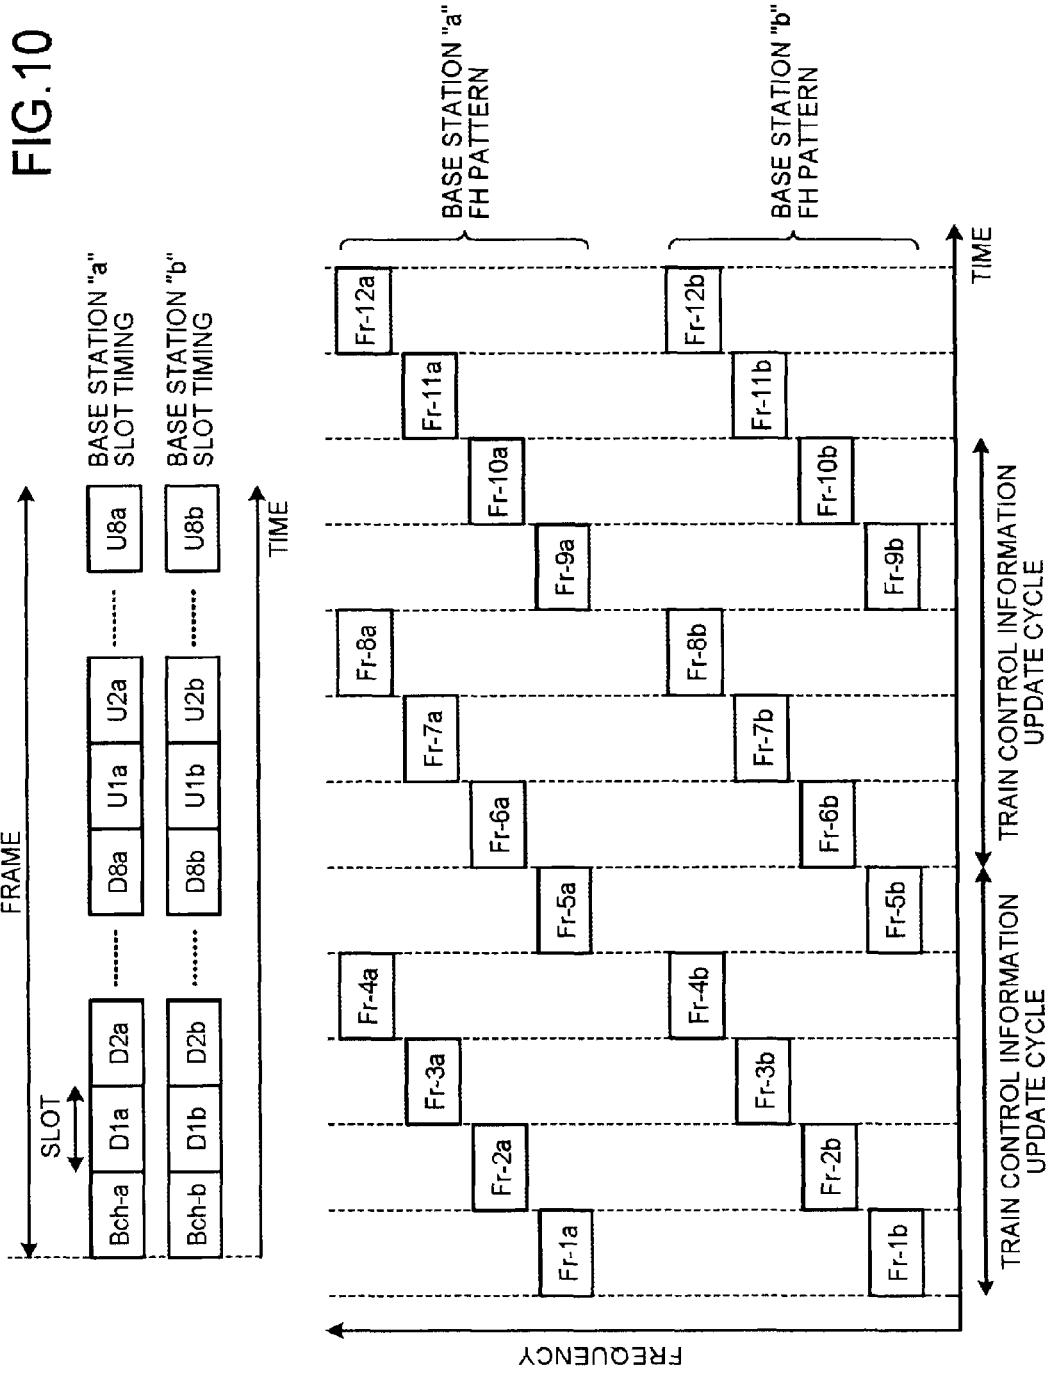 FIG.10
FRAME
SLOT
Bch-a D1a D2a ........ D8a U1a U2a ........ U8a
BASE STATION "a"
SLOT TIMING
Bch-b D1b D2b ........ D8b U1b U2b ........ U8b
BASE STATION "b"
SLOT TIMING
TIME
FREQUENCY
Fr-4a Fr-8a Fr-12a
Fr-3a Fr-7a Fr-11a
Fr-2a Fr-6a Fr-10a
Fr-1a Fr-5a Fr-9a
BASE STATION "a"
FH PATTERN
Fr-4b Fr-8b Fr-12b
Fr-3b Fr-7b Fr-11b
Fr-2b Fr-6b Fr-10b
Fr-1b Fr-5b Fr-9b
BASE STATION "b"
FH PATTERN
TIME
TRAIN CONTROL INFORMATION
UPDATE CYCLE
TRAIN CONTROL INFORMATION
UPDATE CYCLE